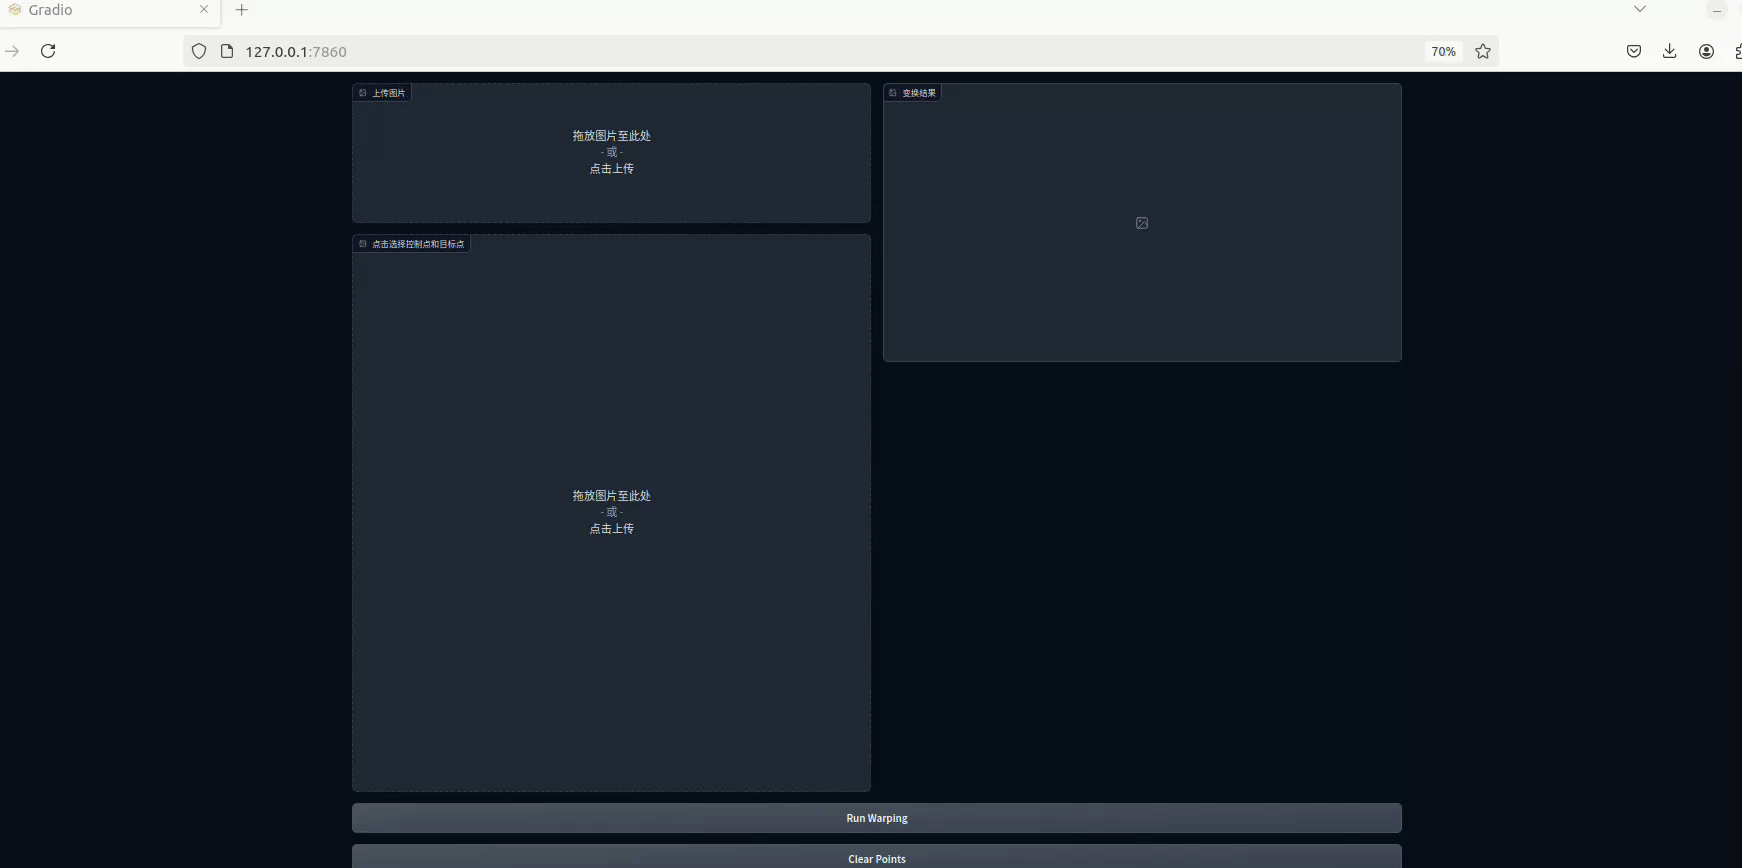 Gradio
127.0.0.1:7860
70%
上传图片
拖放图片至此处
- 或 -
点击上传
变换结果
点击选择控制点和目标点
拖放图片至此处
- 或 -
点击上传
Run Warping
Clear Points